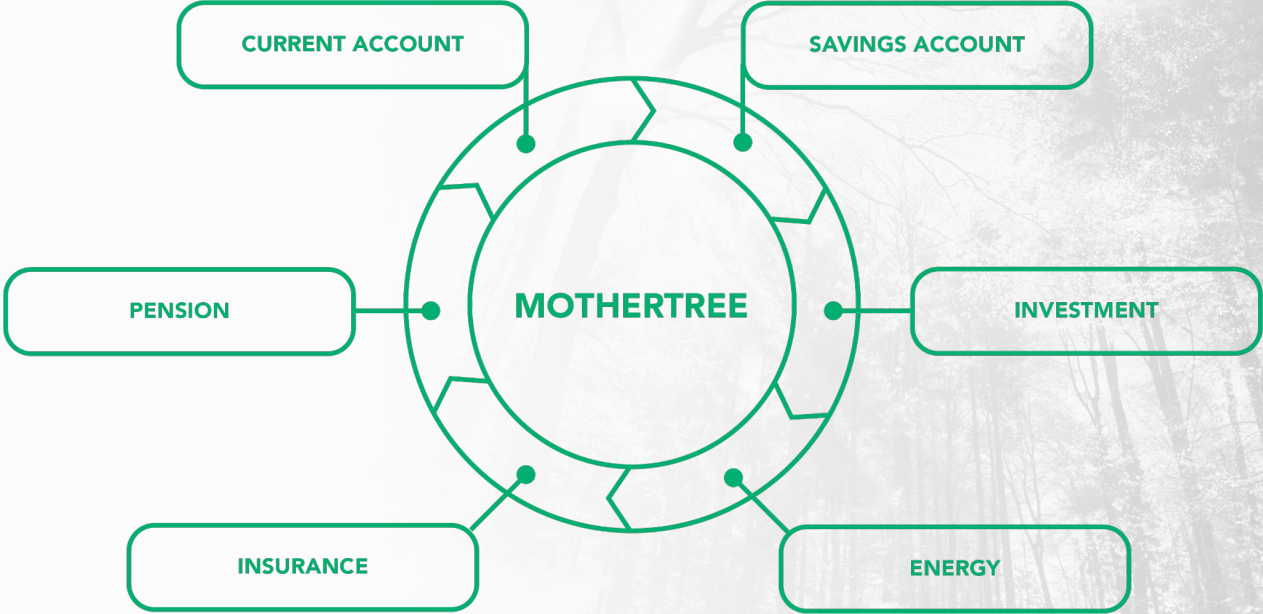 CURRENT ACCOUNT
SAVINGS ACCOUNT
PENSION
MOTHERTREE
INVESTMENT
INSURANCE
ENERGY